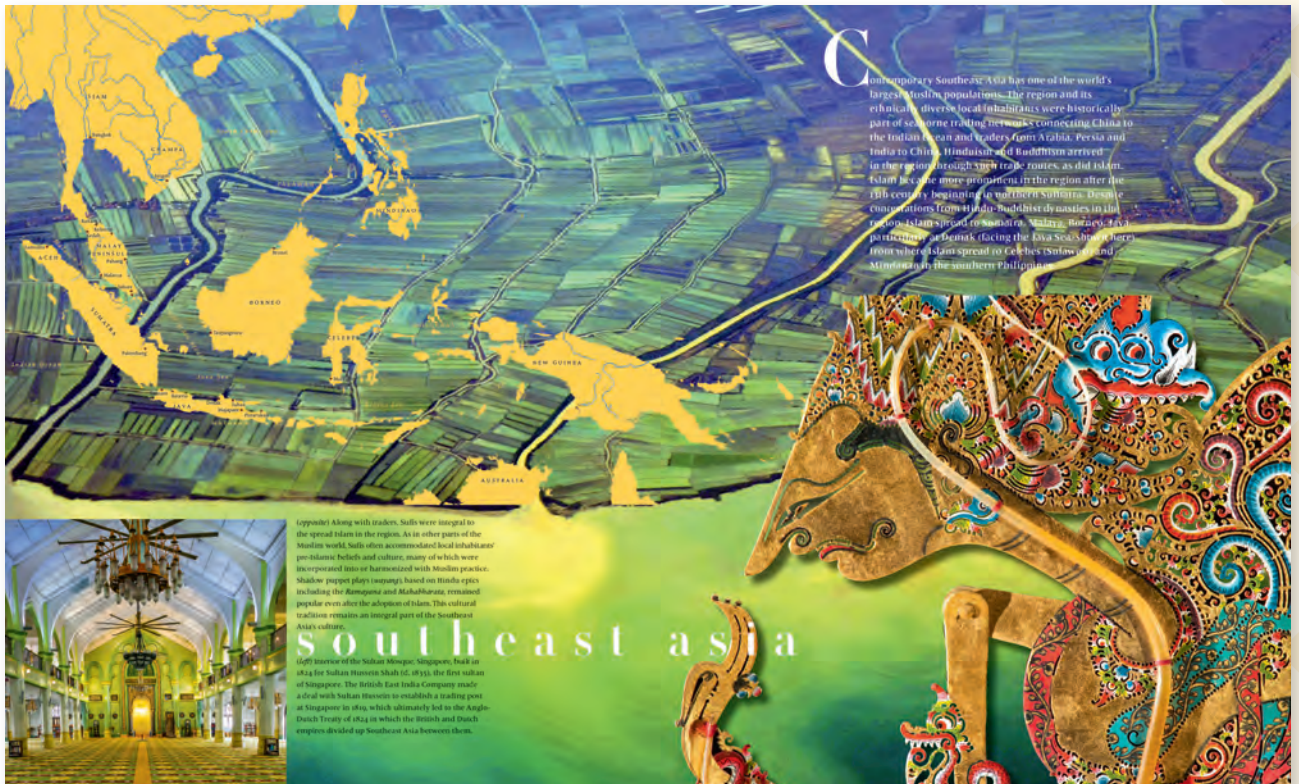 Contemporary Southeast Asia has one of the world's
largest Muslim populations. The region and its
ethnically diverse local inhabitants were historically
part of seaborne trading networks connecting China to
the Indian Ocean and traders from Arabia, Persia and
India to China. Hinduism and Buddhism arrived
in the region through such trade routes, as did Islam.
Islam became more prominent in the region after the
century beginning in northern Sumatra. Despite
from Hindu-Buddhist dynasties in the
region, Islam spread to Sumatra, Malaya, Borneo, Java
particularly at Demak (facing the Java Sea/shown here)
from where Islam spread to Celebes (Sulawesi) and
Mindanao in the southern Philippines.
SIAM
Bangkok
CHAMPA
MINDANAO
MALAY
PENINSULA
Pahang
Malacca
ACEH
SUMATRA
Palembang
BORNEO
Brunei
CELEBES
NEW GUINEA
INDIAN OCEAN
JAVA SEA
JAVA
AUSTRALIA
(opposite) Along with traders, Sufis were integral to
the spread Islam in the region. As in other parts of the
Muslim world, Sufis often accommodated local inhabitants'
pre-Islamic beliefs and culture, many of which were
incorporated into or harmonized with Muslim practice.
Shadow puppet plays (wayang), based on Hindu epics
including the Ramayana and Mahabharata, remained
popular even after the adoption of Islam. This cultural
tradition remains an integral part of the Southeast
Asia's culture.
southeast asia
(left) Interior of the Sultan Mosque, Singapore, built in
1824 for Sultan Hussein Shah (d. 1835), the first sultan
of Singapore. The British East India Company made
a deal with Sultan Hussein to establish a trading post
at Singapore in 1819, which ultimately led to the Anglo-
Dutch Treaty of 1824 in which the British and Dutch
empires divided up Southeast Asia between them.